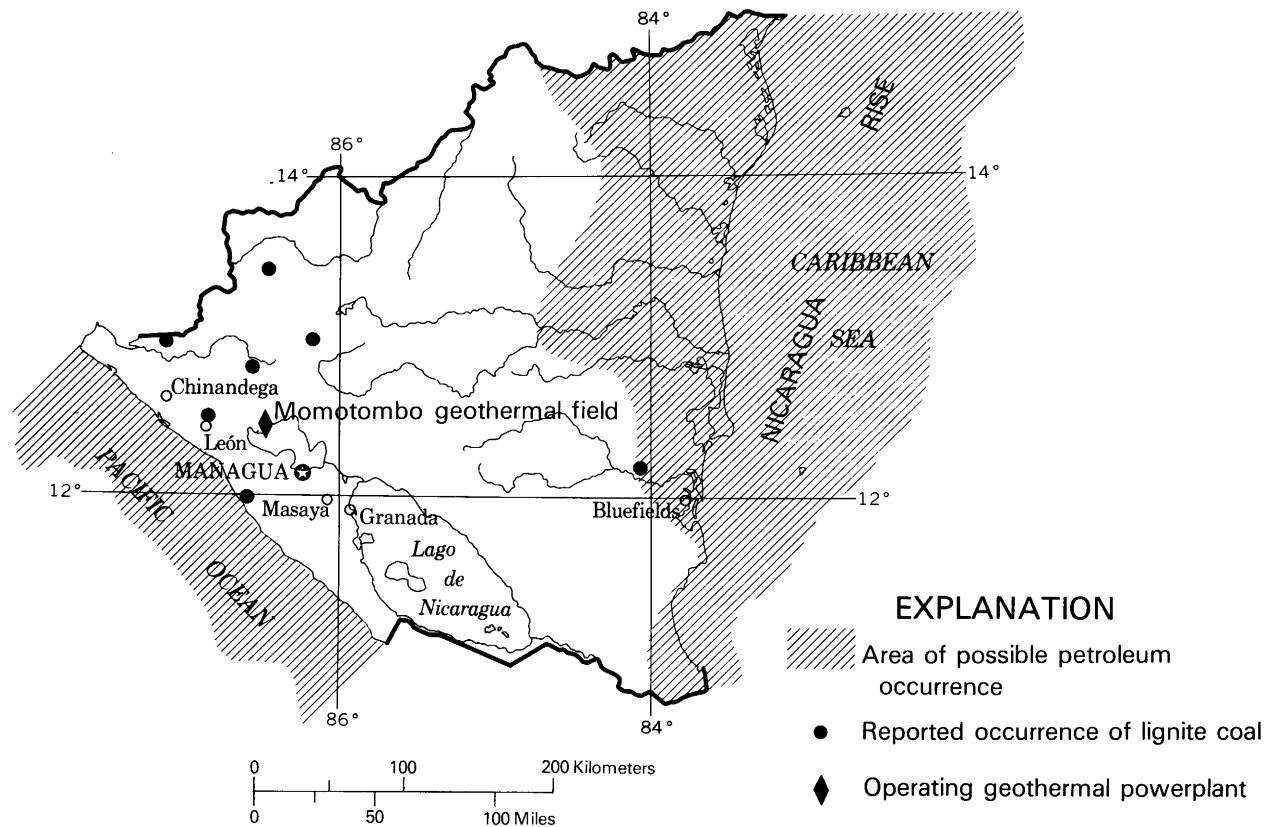 84°
RISE
86°
14°
14°
CARIBBEAN
NICARAGUA
SEA
Chinandega
Momotombo geothermal field
León
PACIFIC
MANAGUA
12°
12°
Masaya
Granada
Bluefields
Lago
de
Nicaragua
OCEAN
86°
84°
EXPLANATION
Area of possible petroleum
occurrence
Reported occurrence of lignite coal
Operating geothermal powerplant
0 100 200 Kilometers
0 50 100 Miles